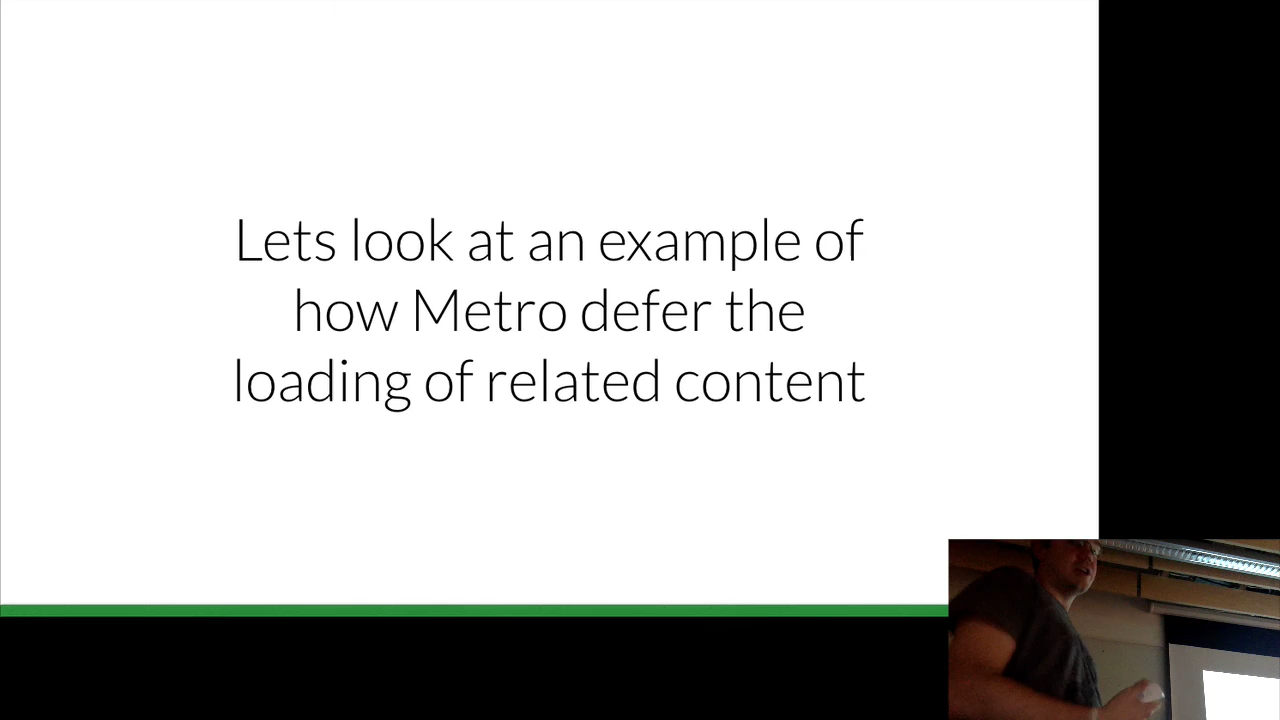 Lets look at an example of
how Metro defer the
loading of related content